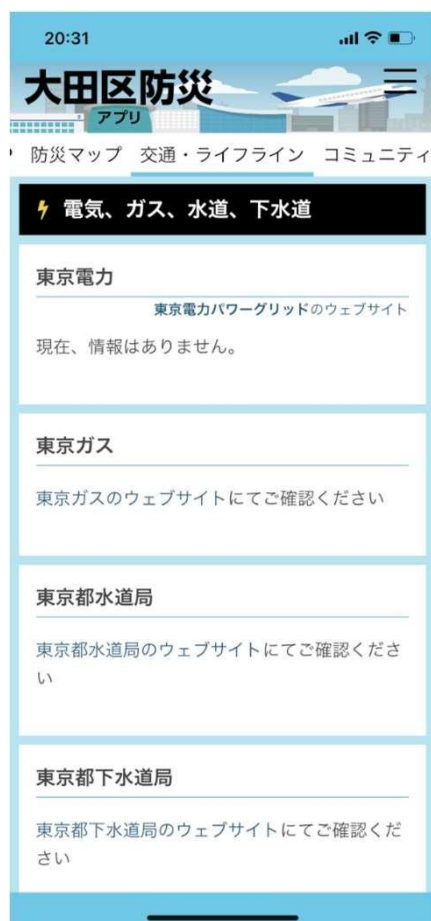 20:31
大田区防災
アプリ
防災マップ 交通・ライフライン コミュニティ
電気、ガス、水道、下水道
東京電力
東京電力パワーグリッドのウェブサイト
現在、情報はありません。
東京ガス
東京ガスのウェブサイトにてご確認ください
東京都水道局
東京都水道局のウェブサイトにてご確認くださ
い
東京都下水道局
東京都下水道局のウェブサイトにてご確認くだ
さい